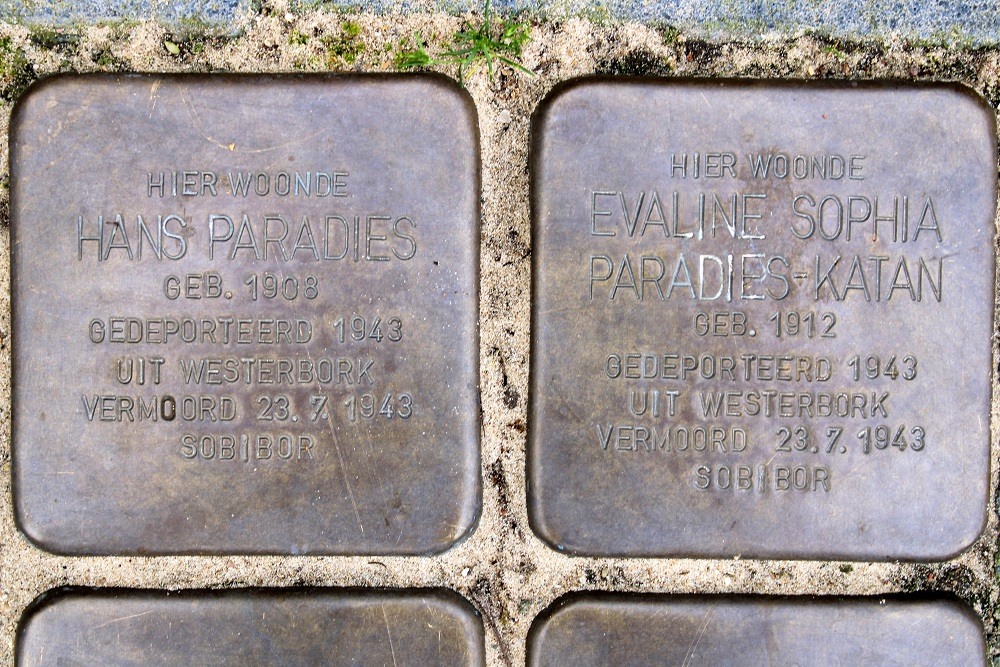 HIER WOONDE
HANS PARADIES
GEB. 1908
GEDEPORTEERD 1943
UIT WESTERBORK
VERMOORD 23.7.1943
SOBIBOR
HIER WOONDE
EVALINE SOPHIA
PARADIES-KATAN
GEB. 1912
GEDEPORTEERD 1943
UIT WESTERBORK
VERMOORD 23.7.1943
SOBIBOR